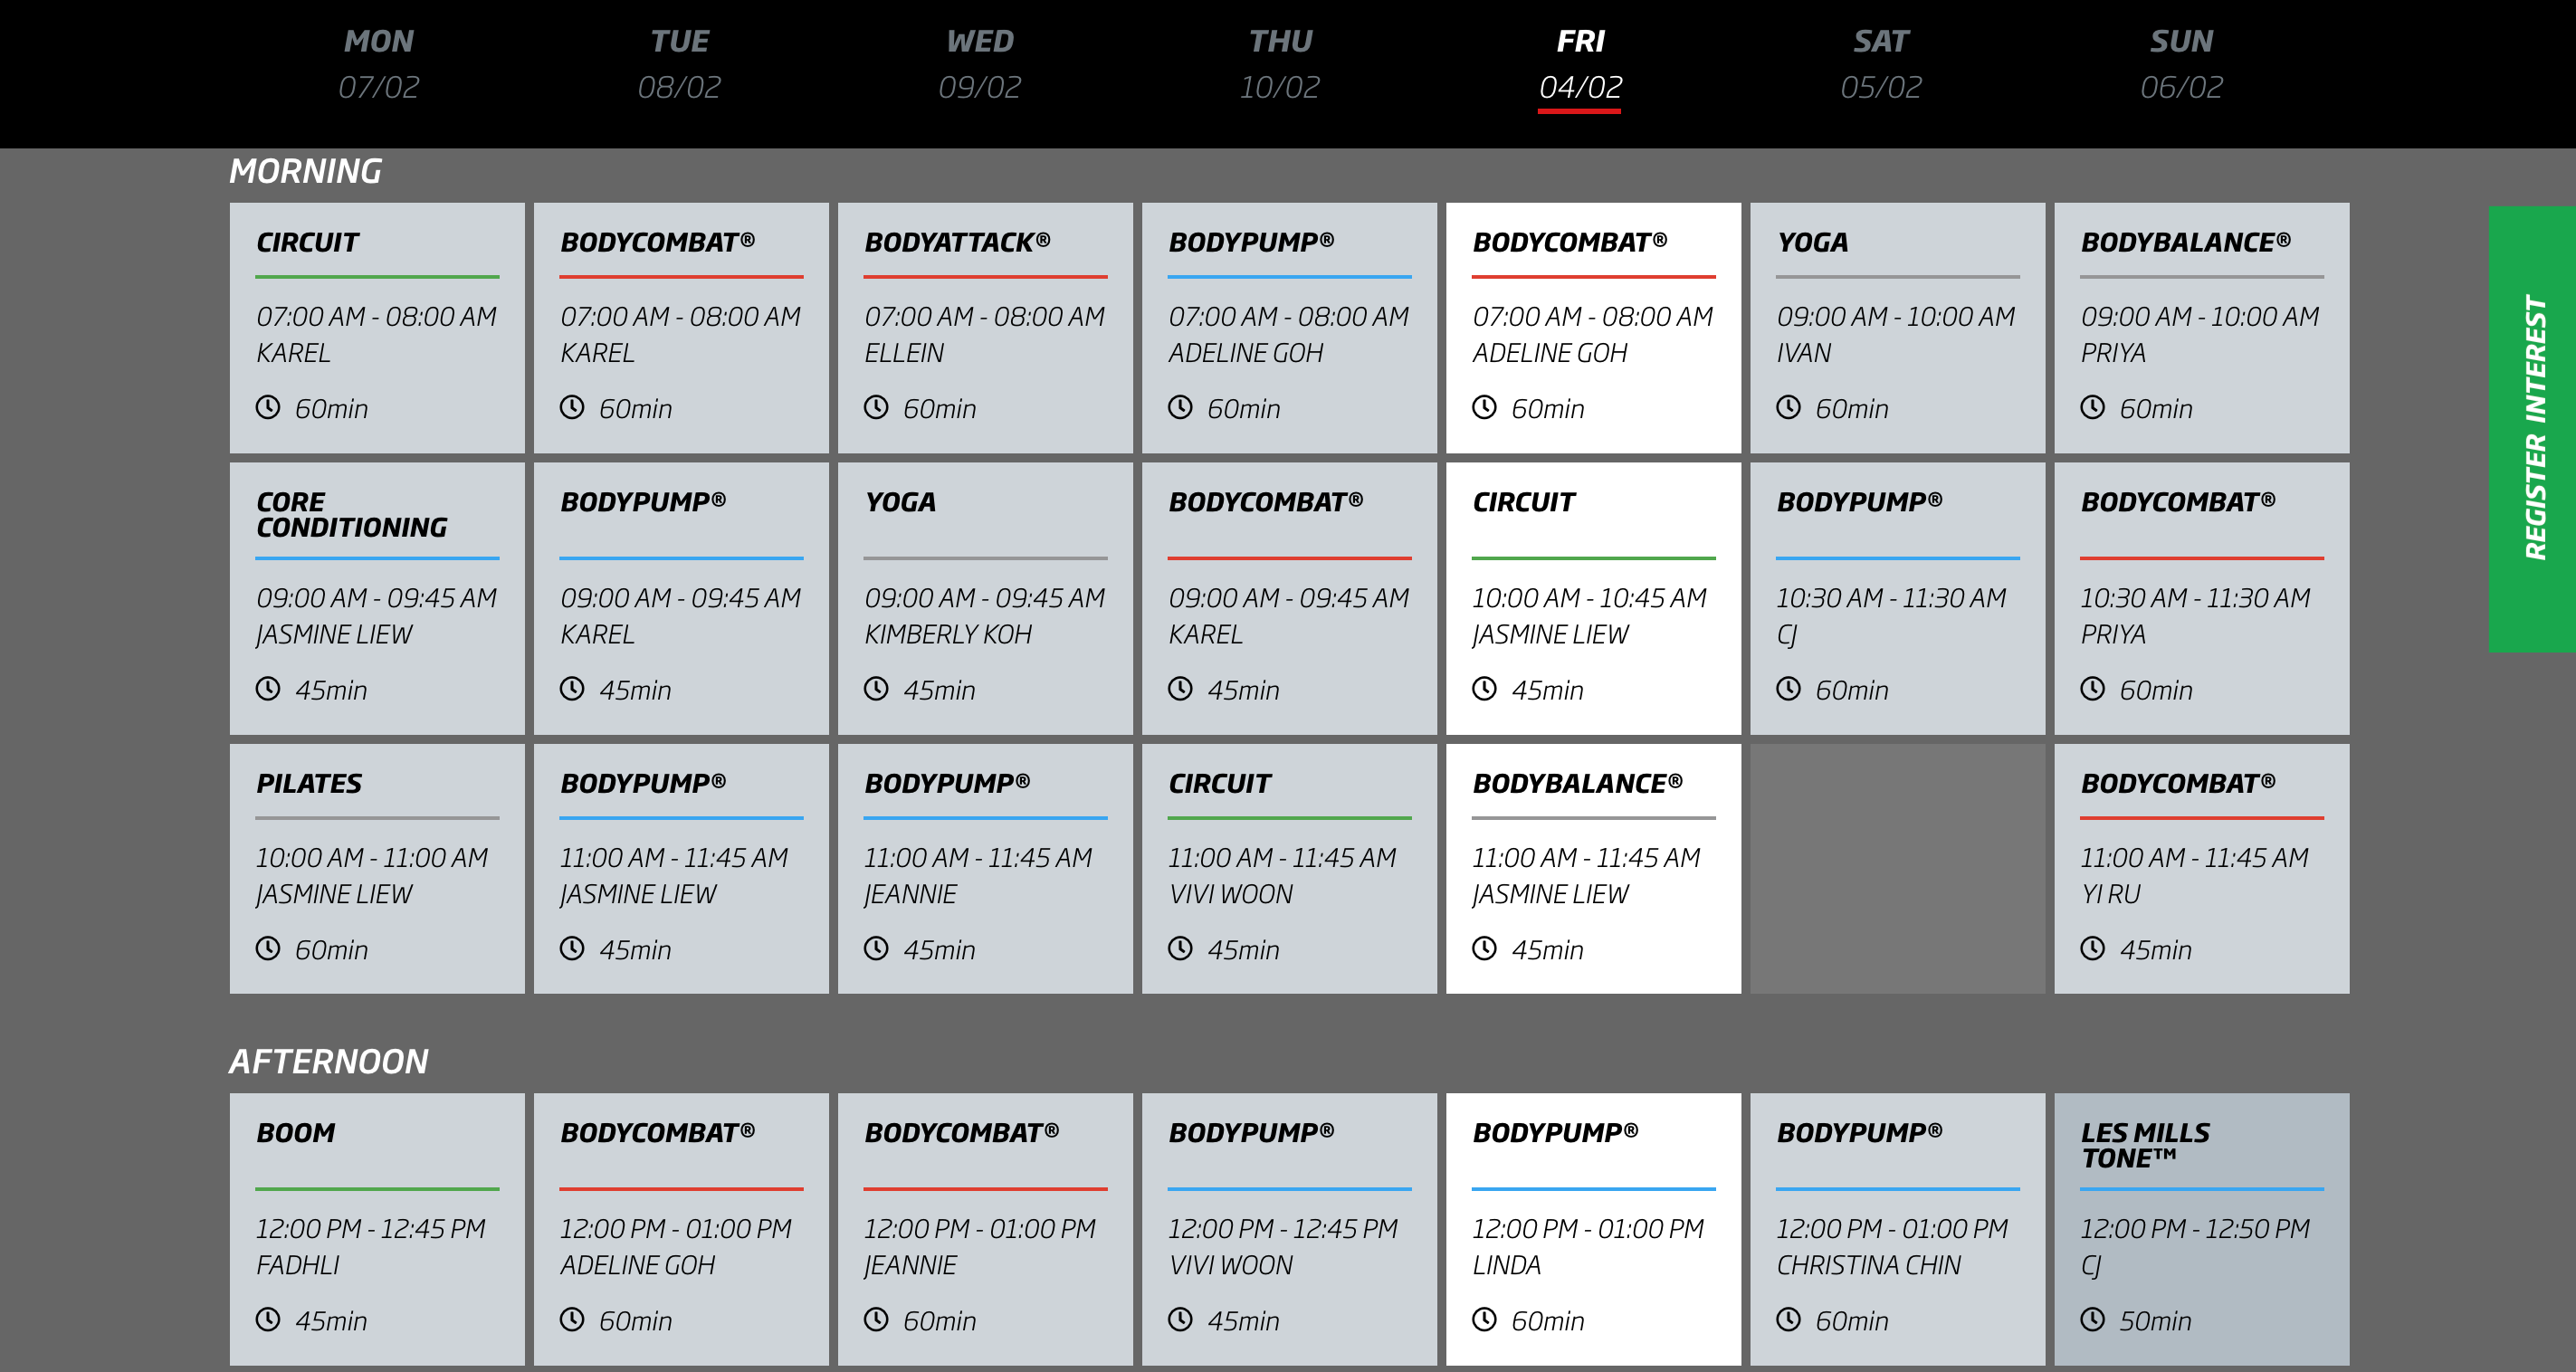 MON TUE WED THU FRI SAT SUN
07/02 08/02 09/02 10/02 04/02 05/02 06/02
MORNING
CIRCUIT
07:00 AM - 08:00 AM
KAREL
60min
BODYCOMBAT®
07:00 AM - 08:00 AM
KAREL
60min
BODYATTACK®
07:00 AM - 08:00 AM
ELLEIN
60min
BODYPUMP®
07:00 AM - 08:00 AM
ADELINE GOH
60min
BODYCOMBAT®
07:00 AM - 08:00 AM
ADELINE GOH
60min
YOGA
09:00 AM - 10:00 AM
IVAN
60min
BODYBALANCE®
09:00 AM - 10:00 AM
PRIYA
60min
CORE
CONDITIONING
09:00 AM - 09:45 AM
JASMINE LIEW
45min
BODYPUMP®
09:00 AM - 09:45 AM
KAREL
45min
YOGA
09:00 AM - 09:45 AM
KIMBERLY KOH
45min
BODYCOMBAT®
09:00 AM - 09:45 AM
KAREL
45min
CIRCUIT
10:00 AM - 10:45 AM
JASMINE LIEW
45min
BODYPUMP®
10:30 AM - 11:30 AM
CJ
60min
BODYCOMBAT®
10:30 AM - 11:30 AM
PRIYA
60min
PILATES
10:00 AM - 11:00 AM
JASMINE LIEW
60min
BODYPUMP®
11:00 AM - 11:45 AM
JASMINE LIEW
45min
BODYPUMP®
11:00 AM - 11:45 AM
JEANNIE
45min
CIRCUIT
11:00 AM - 11:45 AM
VIVI WOON
45min
BODYBALANCE®
11:00 AM - 11:45 AM
JASMINE LIEW
45min
BODYCOMBAT®
11:00 AM - 11:45 AM
YI RU
45min
AFTERNOON
BOOM
12:00 PM - 12:45 PM
FADHLI
45min
BODYCOMBAT®
12:00 PM - 01:00 PM
ADELINE GOH
60min
BODYCOMBAT®
12:00 PM - 01:00 PM
JEANNIE
60min
BODYPUMP®
12:00 PM - 12:45 PM
VIVI WOON
45min
BODYPUMP®
12:00 PM - 01:00 PM
LINDA
60min
BODYPUMP®
12:00 PM - 01:00 PM
CHRISTINA CHIN
60min
LES MILLS
TONE™
12:00 PM - 12:50 PM
CJ
50min
REGISTER INTEREST